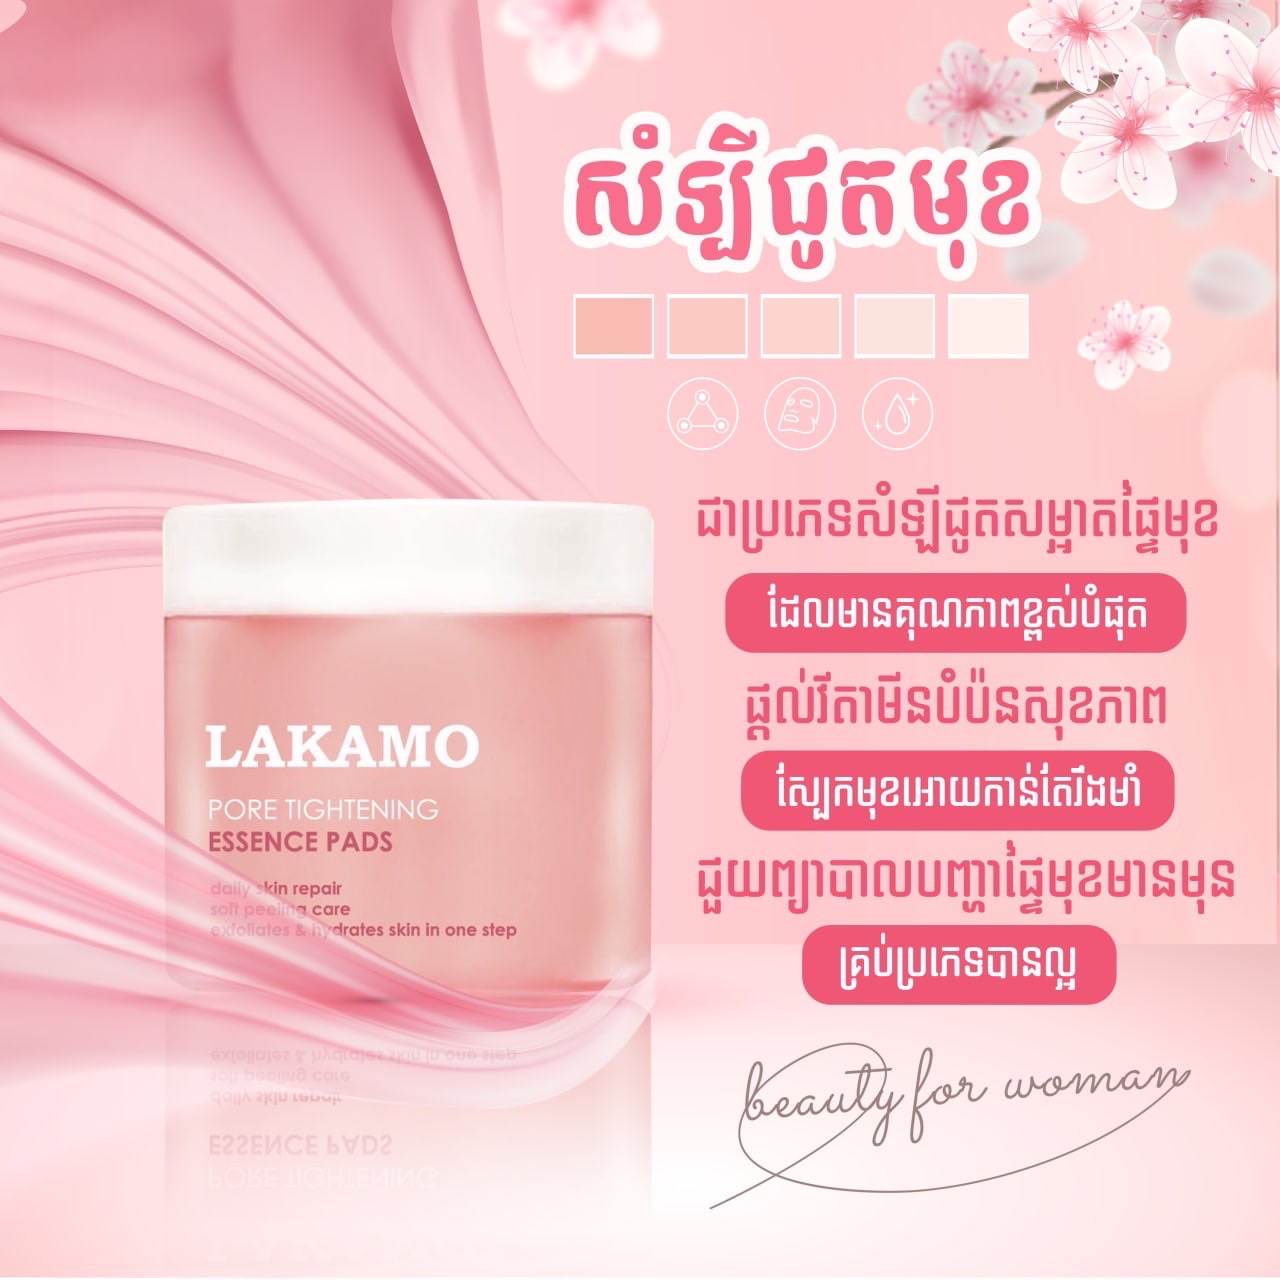 សំឡីជូតមុខ
ជាប្រភេទសំឡីជូតសម្អាតផ្ទៃមុខ
ដែលមានគុណភាពខ្ពស់បំផុត
ផ្តល់វីតាមីនបំប៉នសុខភាព
ស្បែកមុខអោយកាន់តែរឹងមាំ
ជួយព្យាបាលបញ្ហាផ្ទៃមុខមានមុន
គ្រប់ប្រភេទបានល្អ
LAKAMO
PORE TIGHTENING
ESSENCE PADS
daily skin repair
soft peeling care
exfoliates & hydrates skin in one step
beauty for woman